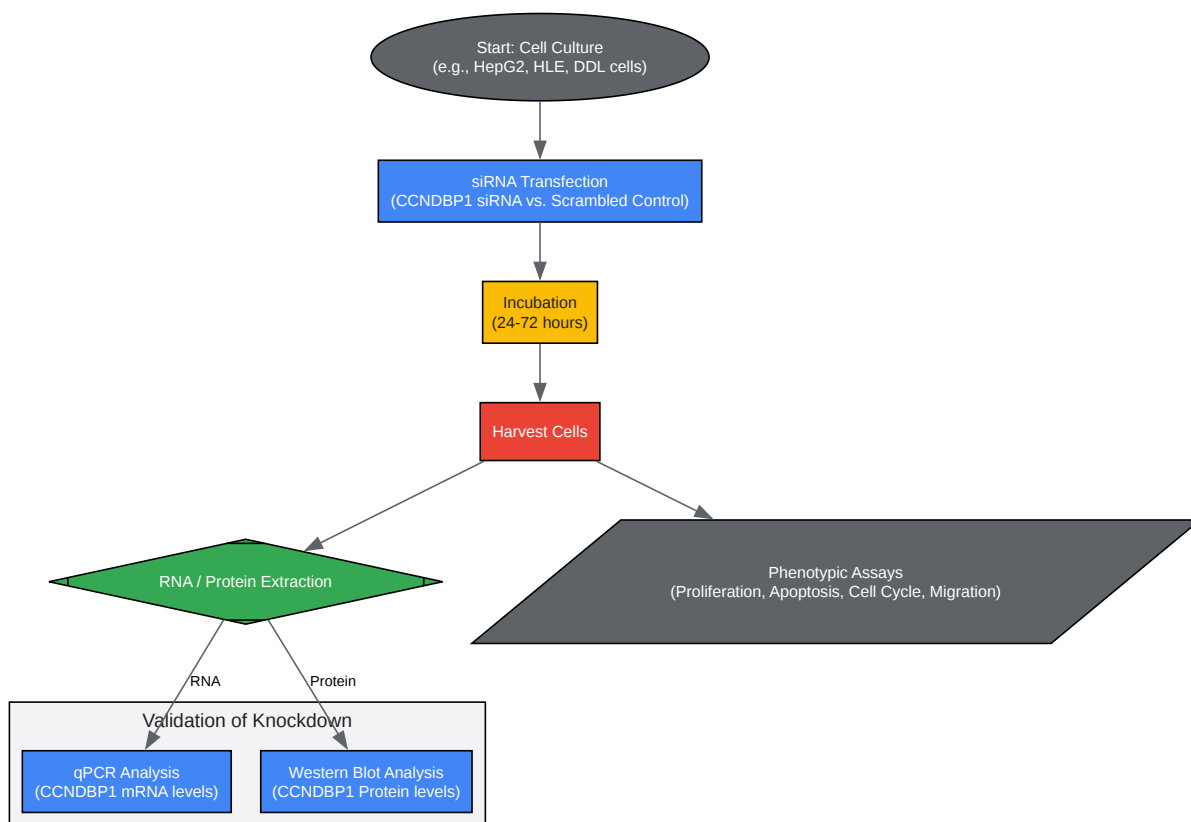 Start: Cell Culture
(e.g., HepG2, HLE, DDL cells)
siRNA Transfection
(CCNDBP1 siRNA vs. Scrambled Control)
Incubation
(24-72 hours)
Harvest Cells
RNA / Protein Extraction
Phenotypic Assays
(Proliferation, Apoptosis, Cell Cycle, Migration)
RNA
Protein
Validation of Knockdown
qPCR Analysis
(CCNDBP1 mRNA levels)
Western Blot Analysis
(CCNDBP1 Protein levels)